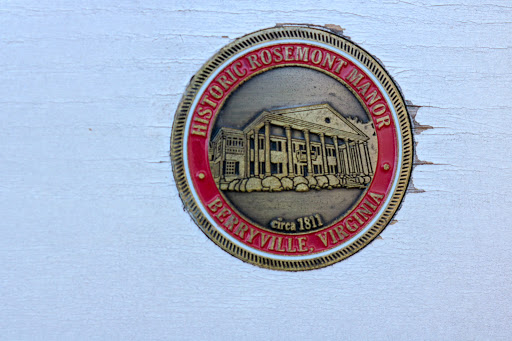 HISTORIC ROSEMONT MANOR
circa 1811
BERRYVILLE, VIRGINIA